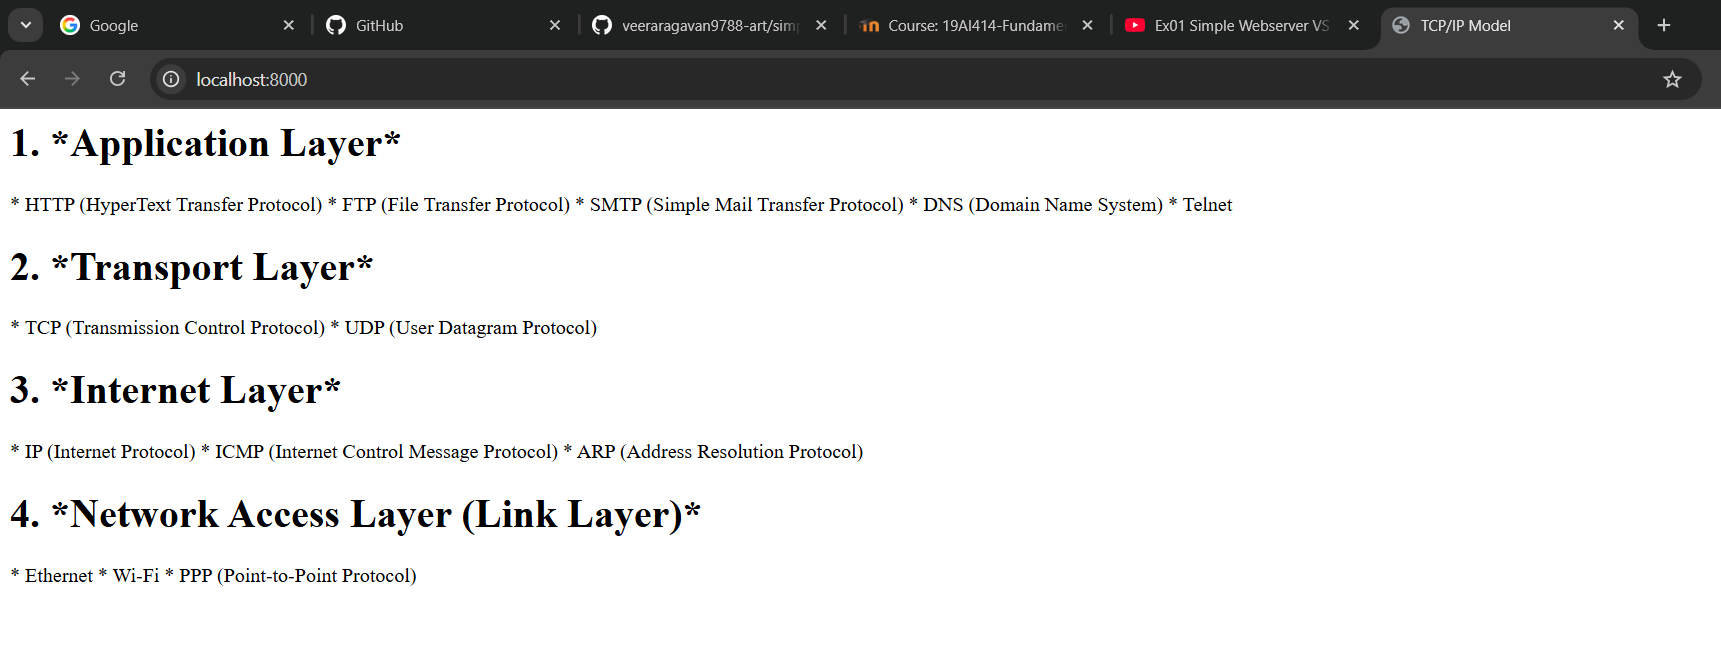 Google
GitHub
veeraragavan9788-art/sim
Course: 19AI414-Fundame
Ex01 Simple Webserver VS
TCP/IP Model
localhost:8000
1. *Application Layer*
* HTTP (HyperText Transfer Protocol) * FTP (File Transfer Protocol) * SMTP (Simple Mail Transfer Protocol) * DNS (Domain Name System) * Telnet
2. *Transport Layer*
* TCP (Transmission Control Protocol) * UDP (User Datagram Protocol)
3. *Internet Layer*
* IP (Internet Protocol) * ICMP (Internet Control Message Protocol) * ARP (Address Resolution Protocol)
4. *Network Access Layer (Link Layer)*
* Ethernet * Wi-Fi * PPP (Point-to-Point Protocol)